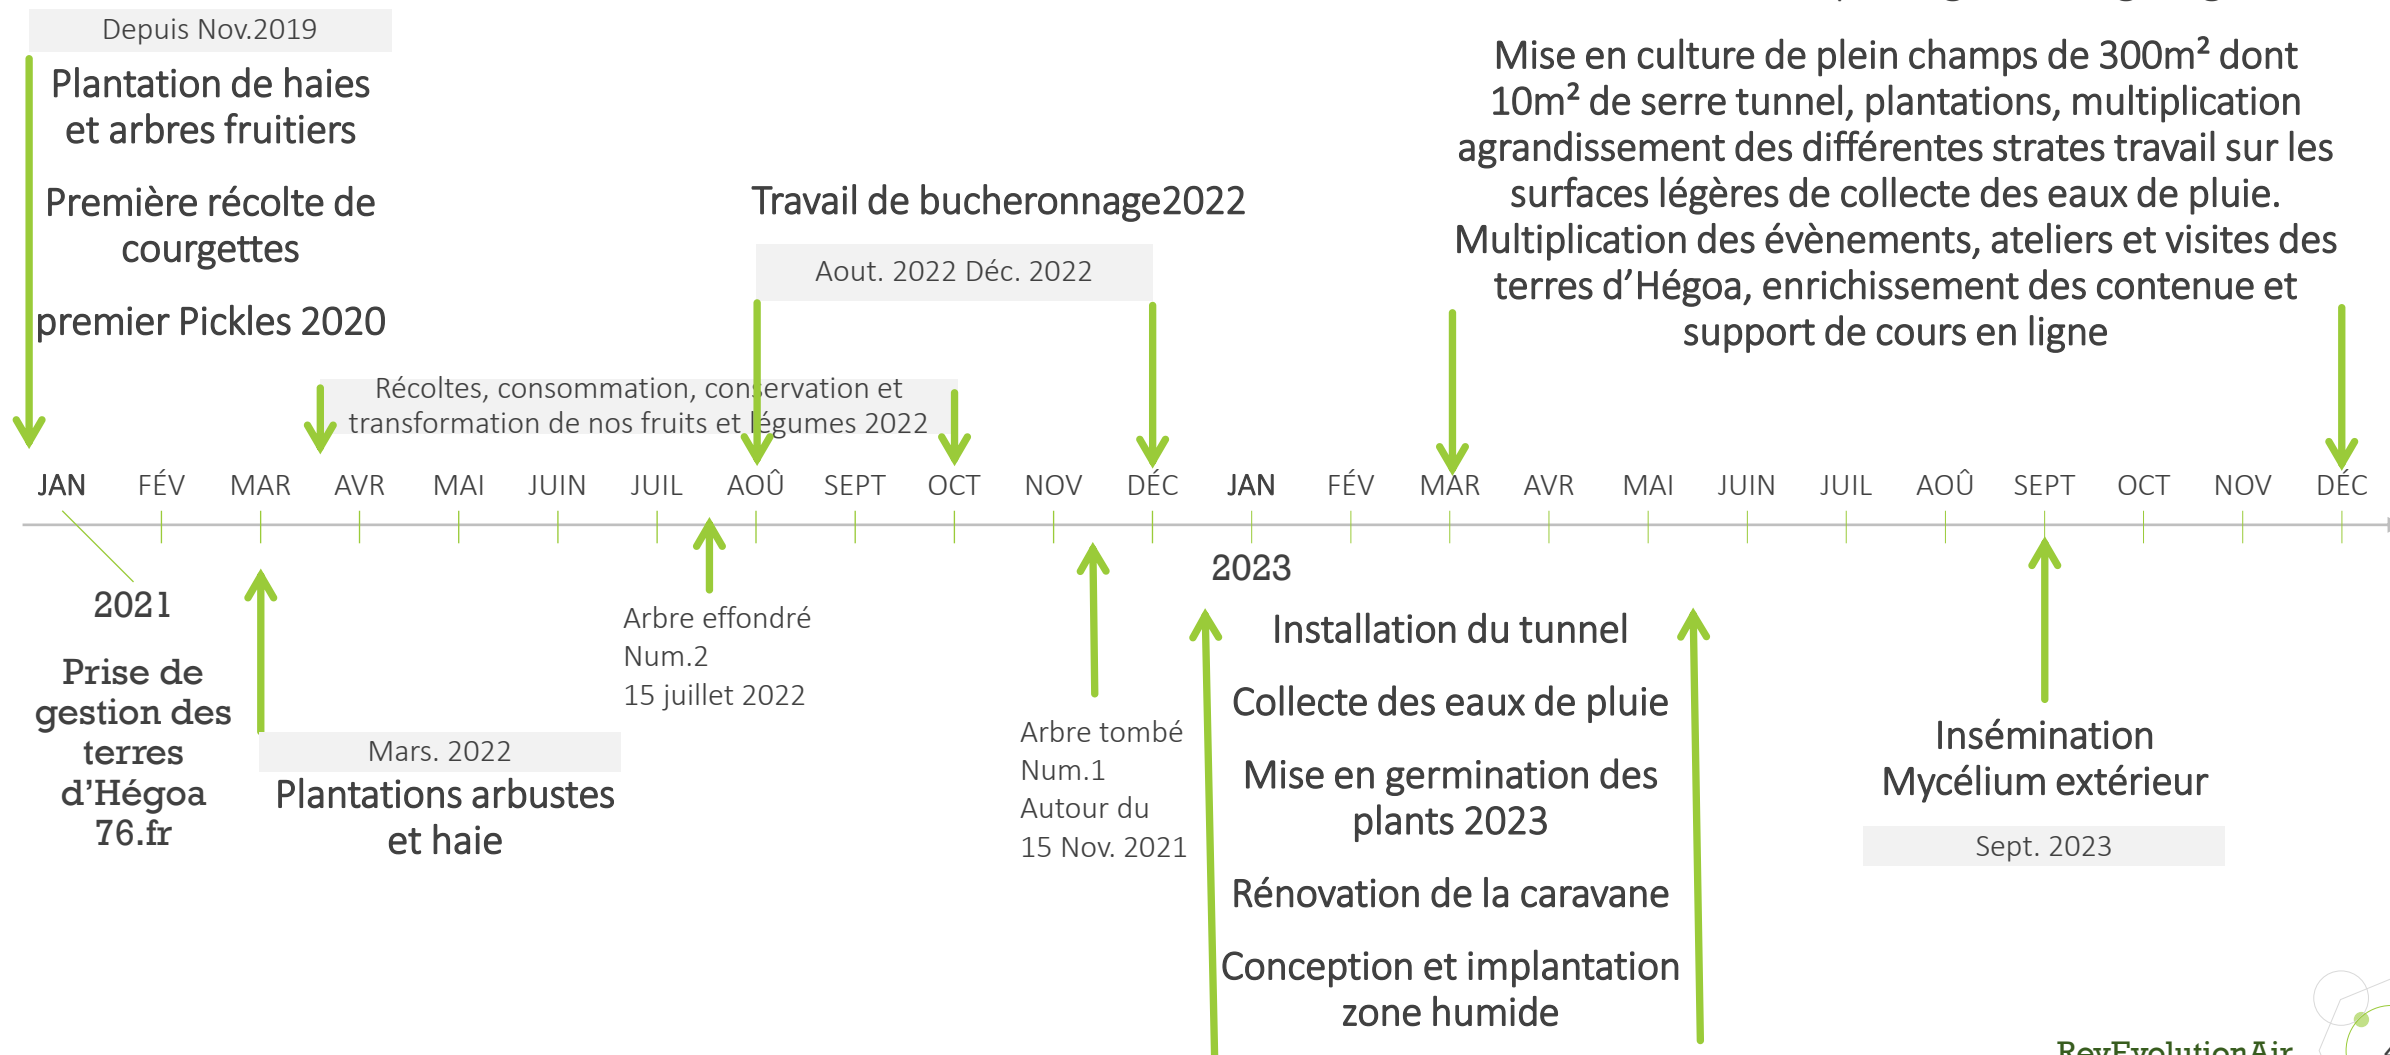 Depuis Nov.2019
Plantation de haies
et arbres fruitiers
Première récolte de
courgettes
premier Pickles 2020
Travail de bucheronnage2022
Aout. 2022 Déc. 2022
Mise en culture de plein champs de 300m² dont
10m² de serre tunnel, plantations, multiplication
agrandissement des différentes strates travail sur les
surfaces légères de collecte des eaux de pluie.
Multiplication des évènements, ateliers et visites des
terres d’Hégoa, enrichissement des contenue et
support de cours en ligne
Récoltes, consommation, conservation et
transformation de nos fruits et légumes 2022
JAN FÉV MAR AVR MAI JUIN JUIL AOÛ SEPT OCT NOV DÉC JAN FÉV MAR AVR MAI JUIN JUIL AOÛ SEPT OCT NOV DÉC
2021
Prise de
gestion des
terres
d’Hégoa
76.fr
Mars. 2022
Plantations arbustes
et haie
Arbre effondré
Num.2
15 juillet 2022
Arbre tombé
Num.1
Autour du
15 Nov. 2021
2023
Installation du tunnel
Collecte des eaux de pluie
Mise en germination des
plants 2023
Rénovation de la caravane
Conception et implantation
zone humide
Insémination
Mycélium extérieur
Sept. 2023
RevEvolutionAir